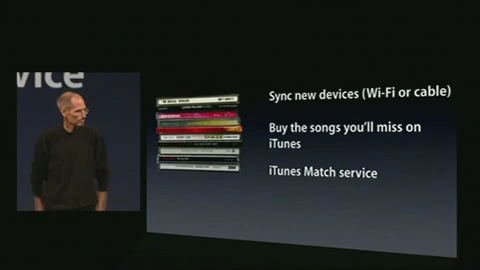 vice
Sync new devices (Wi-Fi or cable)
Buy the songs you'll miss on
iTunes
iTunes Match service